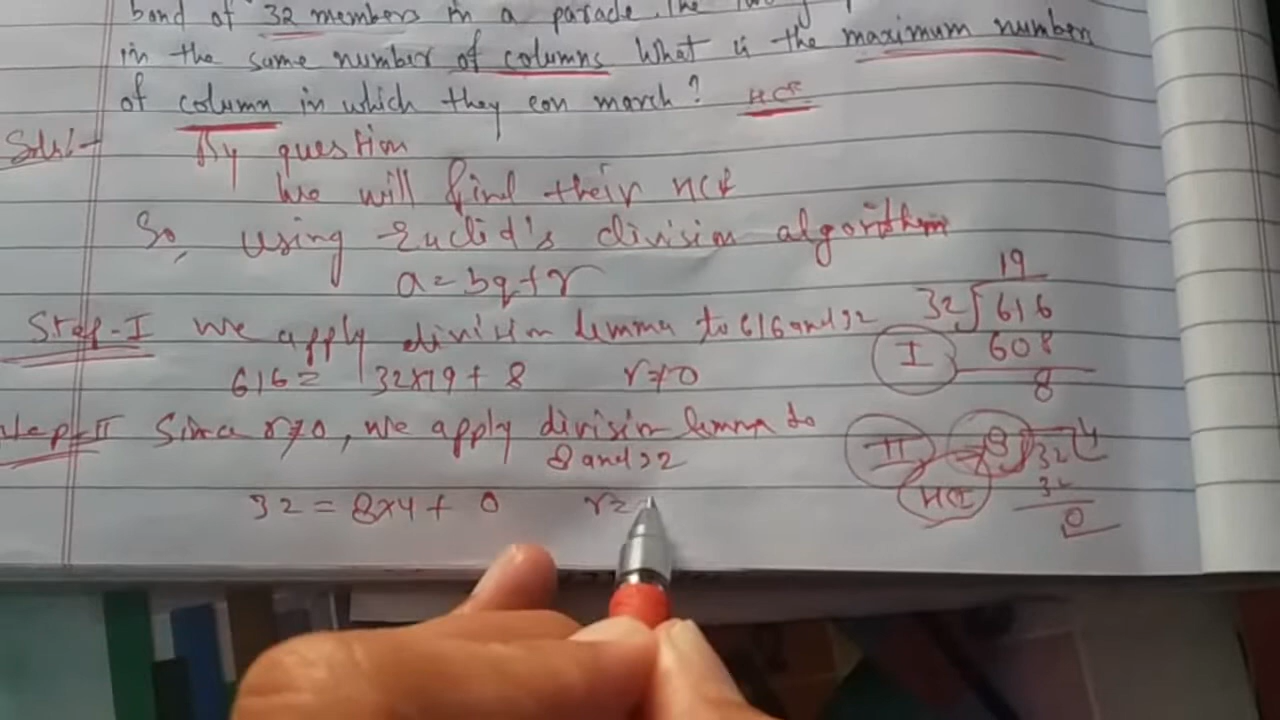 band of 32 members in a parade. The
in the same number of columns What is the maximum number
of column in which they can march? HCF
Sol:-
By question
We will find their HCF
So, using Euclid's division algorithm
a=bq+r
Step-I We apply division lemma to 616 and 32
616= 32x19+ 8 r≠0
Step-II Since r≠0, we apply division lemma to
8 and 32
32 = 8x4+ 0 r=
19
32 616
I 608
8
II 8 32 4
HCF 32
0